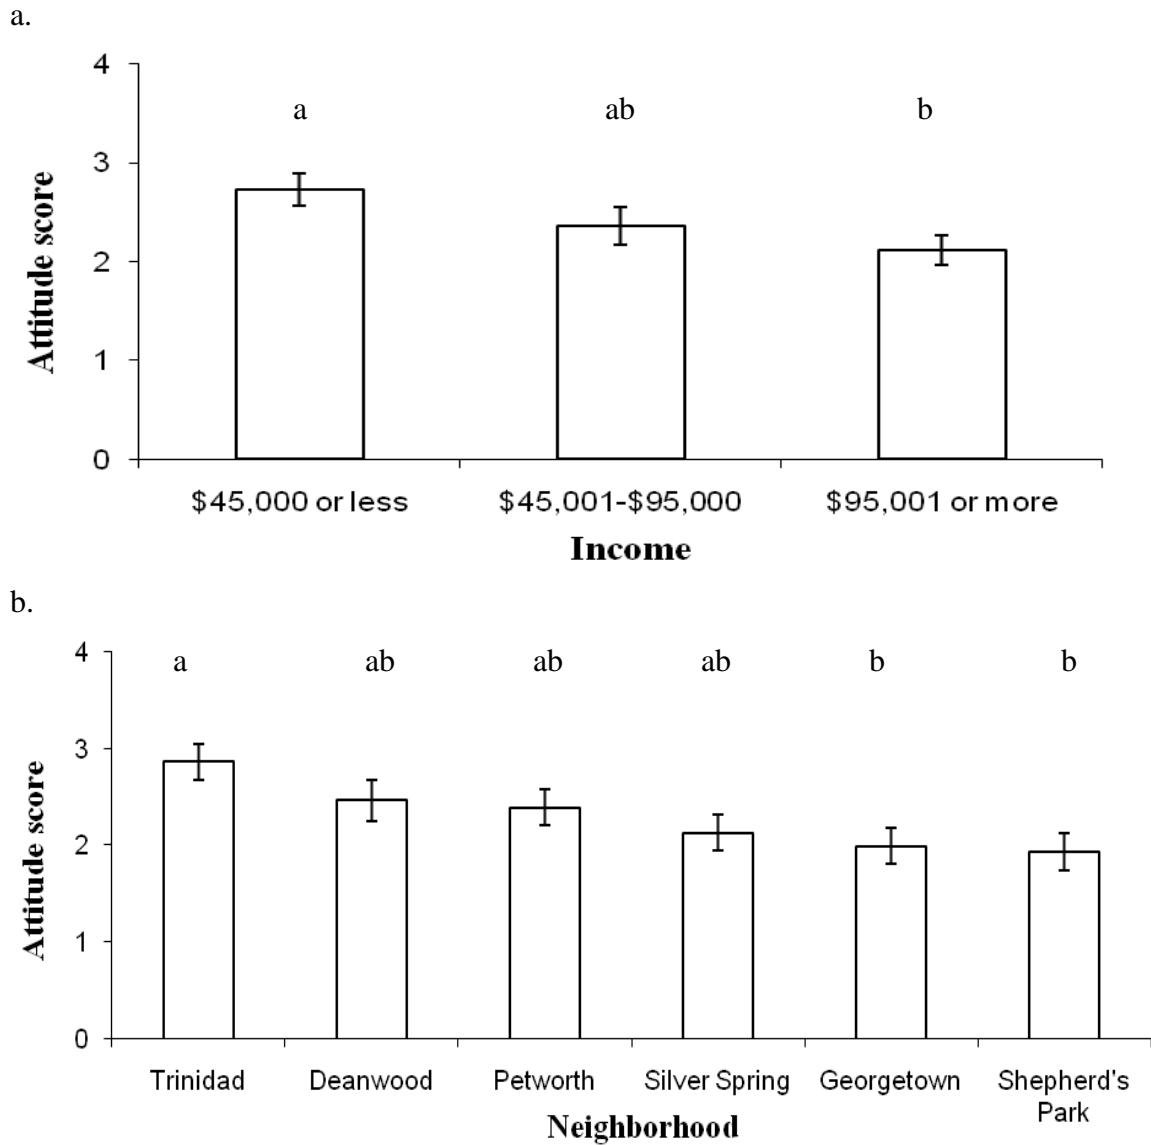 a.
4
a ab b
3
2
1
0
Attitude score
$45,000 or less $45,001-$95,000 $95,001 or more
Income
b.
4
a ab ab ab b b
3
2
1
0
Attitude score
Trinidad Deanwood Petworth Silver Spring Georgetown Shepherd's
Park
Neighborhood